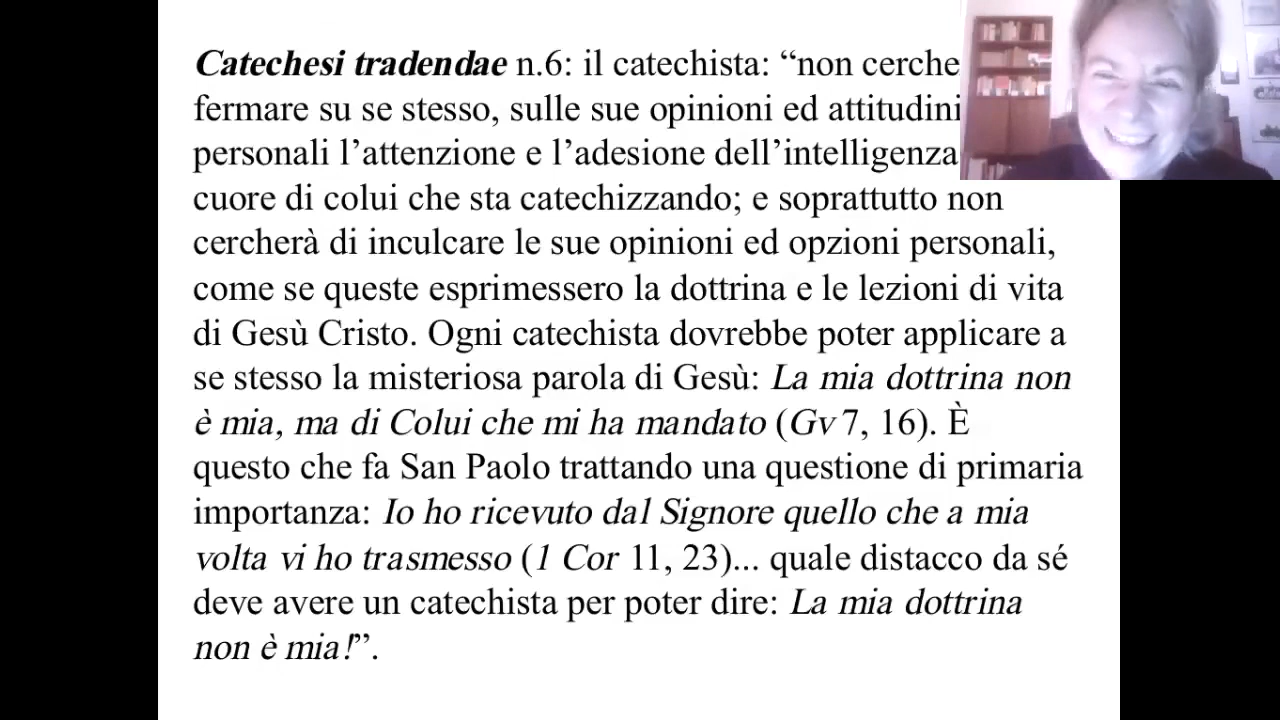 Catechesi tradendae n.6: il catechista: “non cerche
fermare su se stesso, sulle sue opinioni ed attitudini
personali l’attenzione e l’adesione dell’intelligenza
cuore di colui che sta catechizzando; e soprattutto non
cercherà di inculcare le sue opinioni ed opzioni personali,
come se queste esprimessero la dottrina e le lezioni di vita
di Gesù Cristo. Ogni catechista dovrebbe poter applicare a
se stesso la misteriosa parola di Gesù: La mia dottrina non
è mia, ma di Colui che mi ha mandato (Gv 7, 16). È
questo che fa San Paolo trattando una questione di primaria
importanza: Io ho ricevuto dal Signore quello che a mia
volta vi ho trasmesso (1 Cor 11, 23)... quale distacco da sé
deve avere un catechista per poter dire: La mia dottrina
non è mia!”.